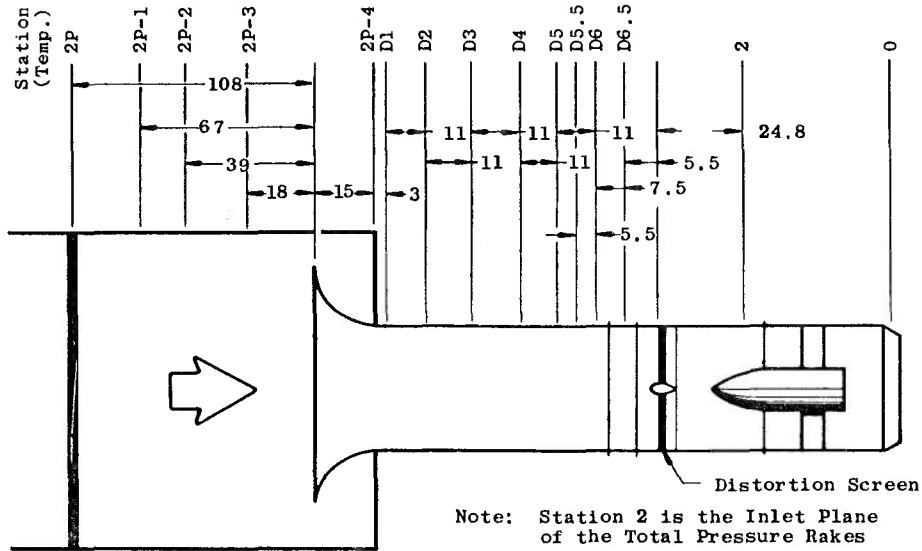 Station
(Temp.)
2P
2P-1
2P-2
2P-3
2P-4
D1
D2
D3
D4
D5
D5.5
D6
D6.5
2
0
108
67
11
11
11
24.8
39
11
11
5.5
18
15
3
7.5
5.5
Distortion Screen
Note: Station 2 is the Inlet Plane
of the Total Pressure Rakes